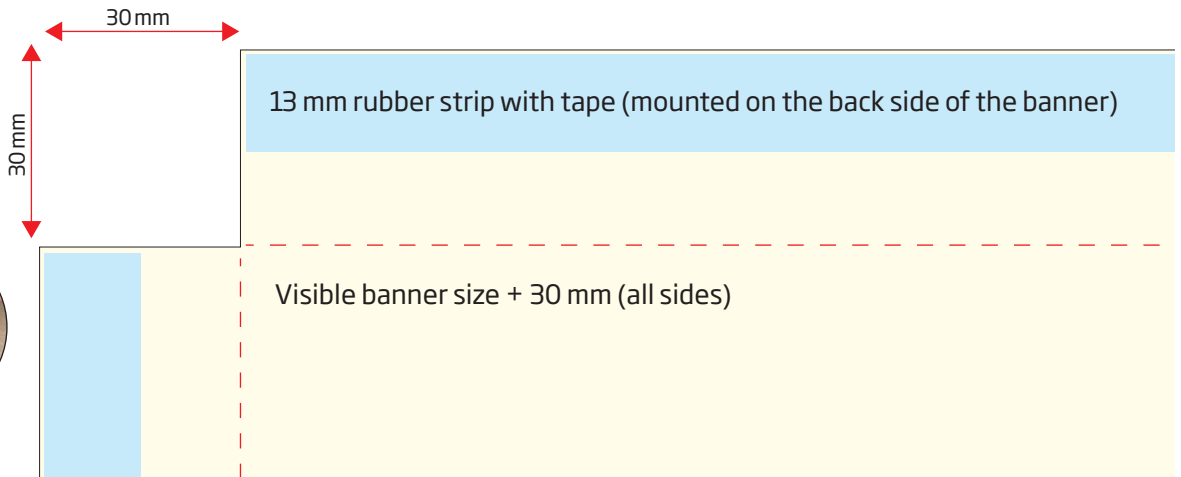 30 mm
30 mm
13 mm rubber strip with tape (mounted on the back side of the banner)
Visible banner size + 30 mm (all sides)